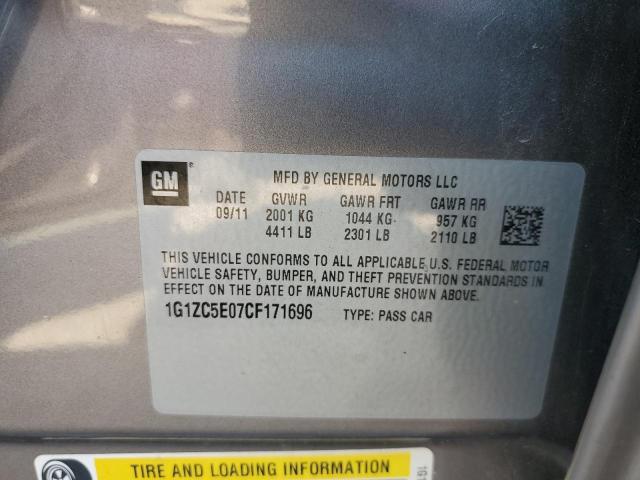 GM®
MFD BY GENERAL MOTORS LLC
DATE GVWR GAWR FRT GAWR RR
09/11 2001 KG 1044 KG 957 KG
4411 LB 2301 LB 2110 LB
THIS VEHICLE CONFORMS TO ALL APPLICABLE U.S. FEDERAL MOTOR
VEHICLE SAFETY, BUMPER, AND THEFT PREVENTION STANDARDS IN
EFFECT ON THE DATE OF MANUFACTURE SHOWN ABOVE.
1G1ZC5E07CF171696 TYPE: PASS CAR
TIRE AND LOADING INFORMATION